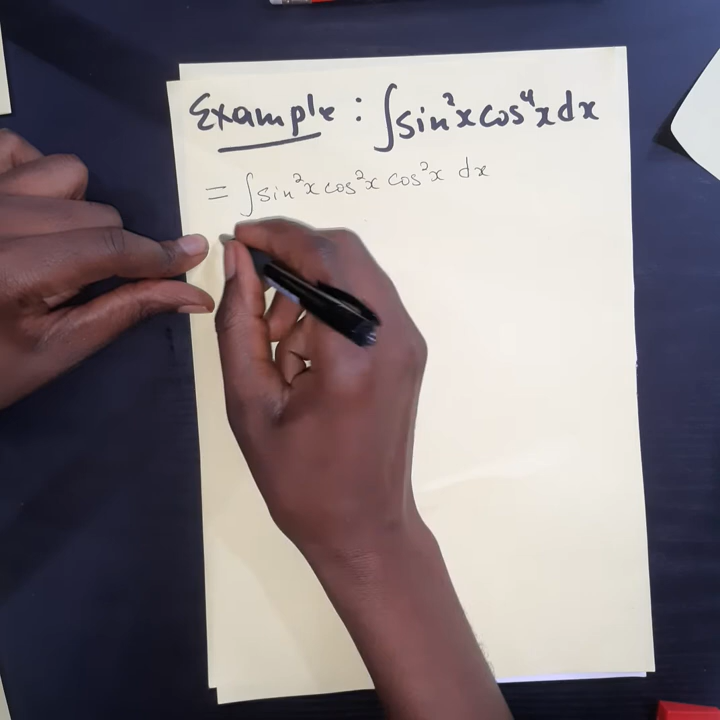 Example : ∫sin²x cos⁴x dx
= ∫sin²x cos²x cos²x dx